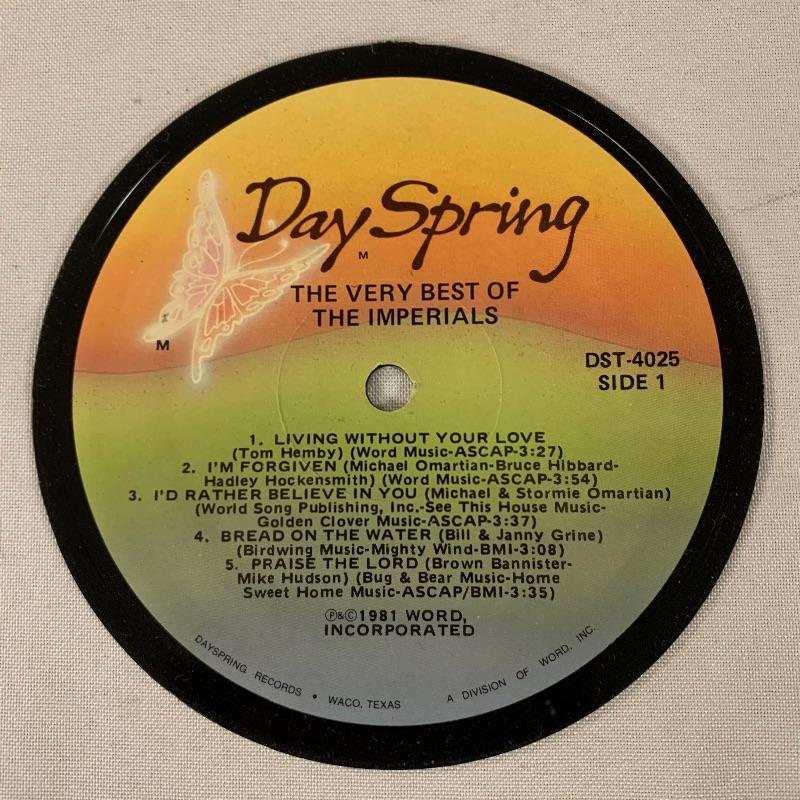 Day Spring
M
THE VERY BEST OF
THE IMPERIALS
M
DST-4025
SIDE 1
1. LIVING WITHOUT YOUR LOVE
(Tom Hemby) (Word Music-ASCAP-3:27)
2. I'M FORGIVEN (Michael Omartian-Bruce Hibbard-
Hadley Hockensmith) (Word Music-ASCAP-3:54)
3. I'D RATHER BELIEVE IN YOU (Michael & Stormie Omartian)
(World Song Publishing, Inc.-See This House Music-
Golden Clover Music-ASCAP-3:37)
4. BREAD ON THE WATER (Bill & Janny Grine)
(Birdwing Music-Mighty Wind-BMI-3:08)
5. PRAISE THE LORD (Brown Bannister-
Mike Hudson) (Bug & Bear Music-Home
Sweet Home Music-ASCAP/BMI-3:35)
℗&©1981 WORD,
INCORPORATED
DAYSPRING RECORDS • WACO, TEXAS A DIVISION OF WORD, INC.